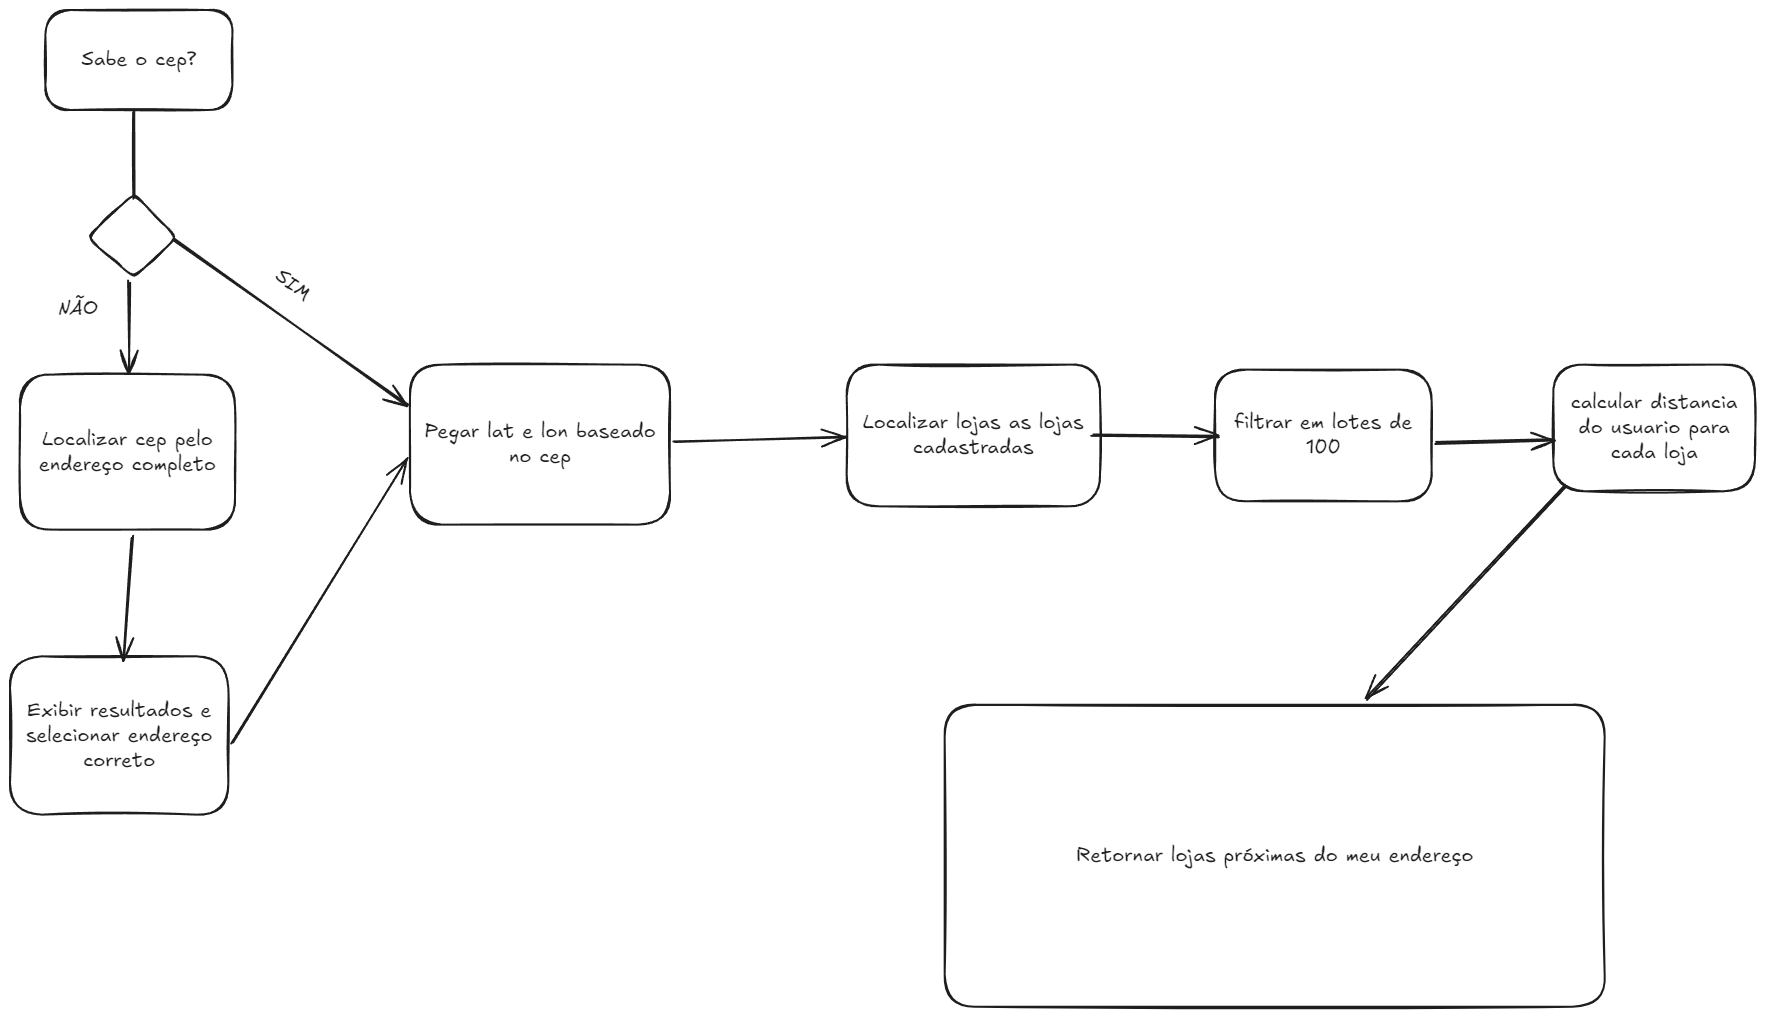 Sabe o cep?
SIM
NÃO
Localizar cep pelo
endereço completo
Exibir resultados e
selecionar endereço
correto
Pegar lat e lon baseado
no cep
Localizar lojas as lojas
cadastradas
filtrar em lotes de
100
calcular distancia
do usuario para
cada loja
Retornar lojas próximas do meu endereço